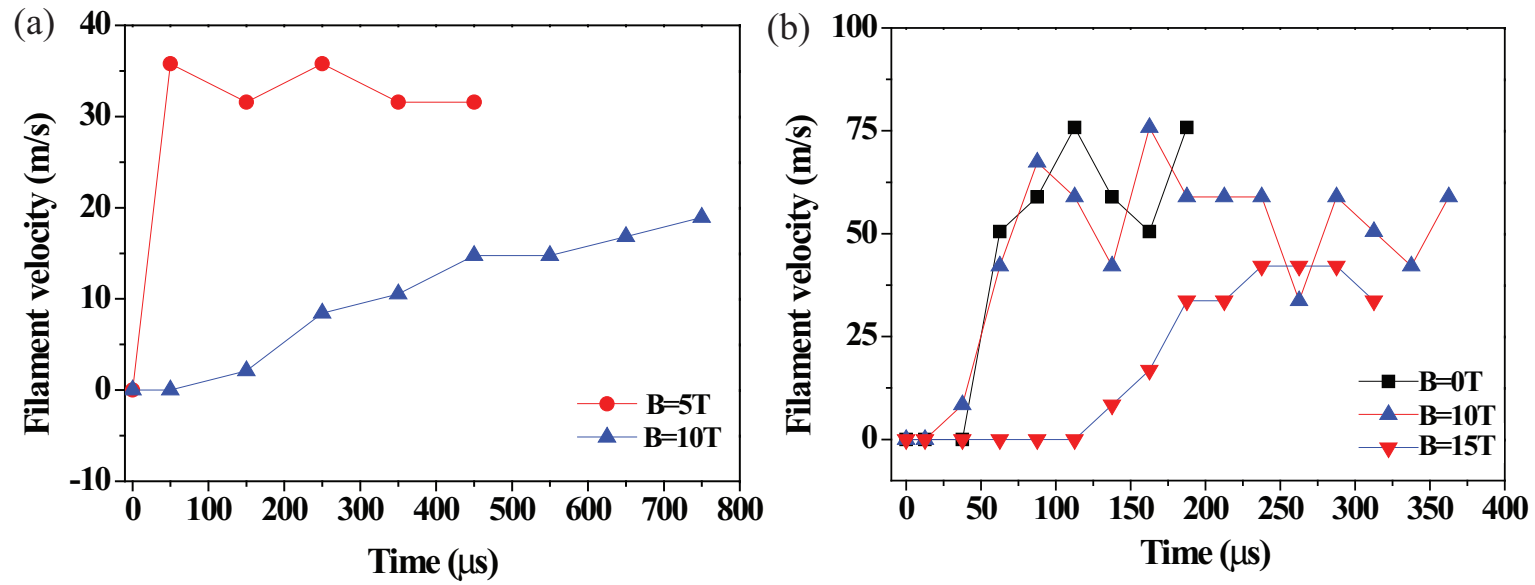 (a)
Filament velocity (m/s)
40
30
20
10
0
-10
B=5T
B=10T
0 100 200 300 400 500 600 700 800
Time (μs)
(b)
Filament velocity (m/s)
100
75
50
25
0
B=0T
B=10T
B=15T
0 50 100 150 200 250 300 350 400
Time (μs)